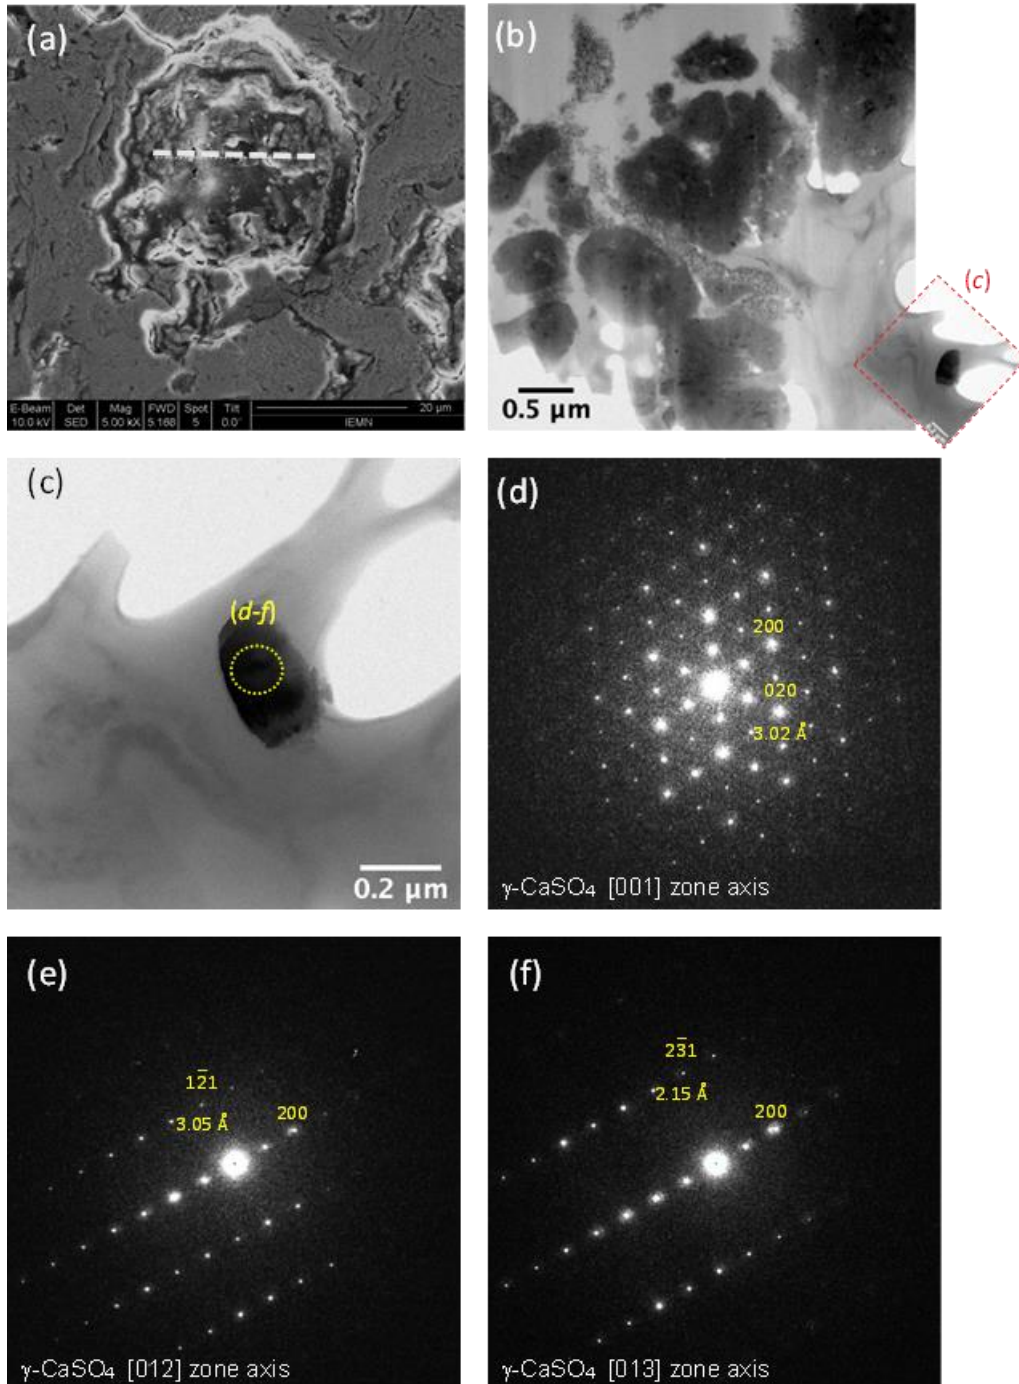 (a)
E-Beam Det Mag FWD Spot Tilt 20 µm
10.0 kV SED 5.00 kX 5.168 5 0.0° IEMN
(b)
(c)
0.5 µm
(c)
(d-f)
0.2 µm
(d)
200
020
3.02 Å
γ-CaSO₄ [001] zone axis
(e)
12̅1
3.05 Å
200
γ-CaSO₄ [012] zone axis
(f)
23̅1
2.15 Å
200
γ-CaSO₄ [013] zone axis